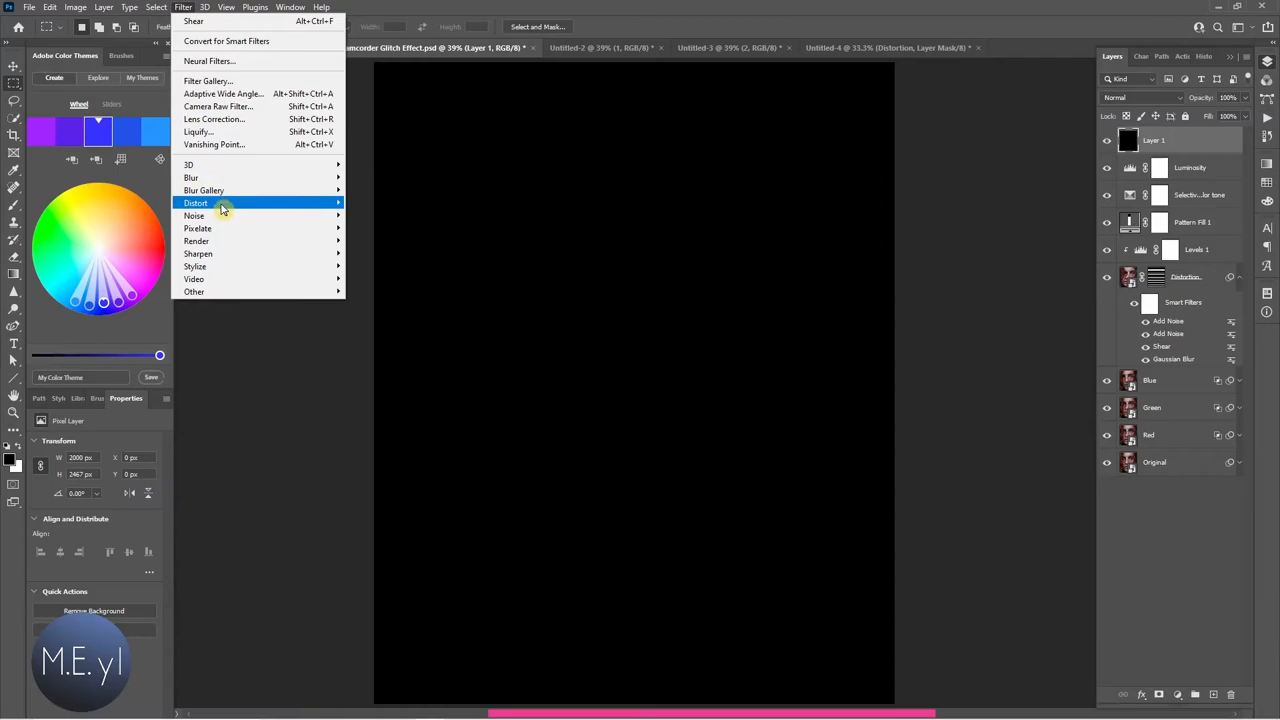 Ps File Edit Image Layer Type Select Filter 3D View Plugins Window Help
Width: Height: Select and Mask...
amcorder Glitch Effect.psd @ 39% (Layer 1, RGB/8) * × Untitled-2 @ 39% (1, RGB/8) * × Untitled-3 @ 39% (2, RGB/8) * × Untitled-4 @ 33.3% (Distortion, Layer Mask/8) * ×
Adobe Color Themes Brushes
Create Explore My Themes
Wheel Sliders
My Color Theme Save
Path Styl Libr Brus Properties
Pixel Layer
Transform
W 2000 px X 0 px
H 2467 px Y 0 px
0.00°
Align and Distribute
Align:
Quick Actions
Remove Background
M.E. yl
Shear Alt+Ctrl+F
Convert for Smart Filters
Neural Filters...
Filter Gallery...
Adaptive Wide Angle... Alt+Shift+Ctrl+A
Camera Raw Filter... Shift+Ctrl+A
Lens Correction... Shift+Ctrl+R
Liquify... Shift+Ctrl+X
Vanishing Point... Alt+Ctrl+V
3D
Blur
Blur Gallery
Distort
Noise
Pixelate
Render
Sharpen
Stylize
Video
Other
Layers Char Path Acti Histo
Kind
Normal Opacity: 100%
Lock: Fill: 100%
Layer 1
Luminosity
Selectiv...lor tone
Pattern Fill 1
Levels 1
Distortion
Smart Filters
Add Noise
Add Noise
Shear
Gaussian Blur
Blue
Green
Red
Original